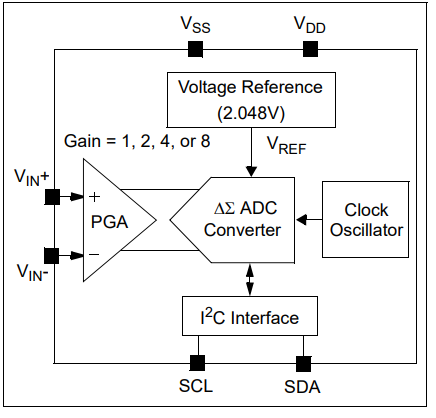 VSS
VDD
Voltage Reference
(2.048V)
Gain = 1, 2, 4, or 8
VREF
VIN+
+
PGA
ΔΣ ADC
Converter
Clock
Oscillator
−
VIN-
I²C Interface
SCL
SDA